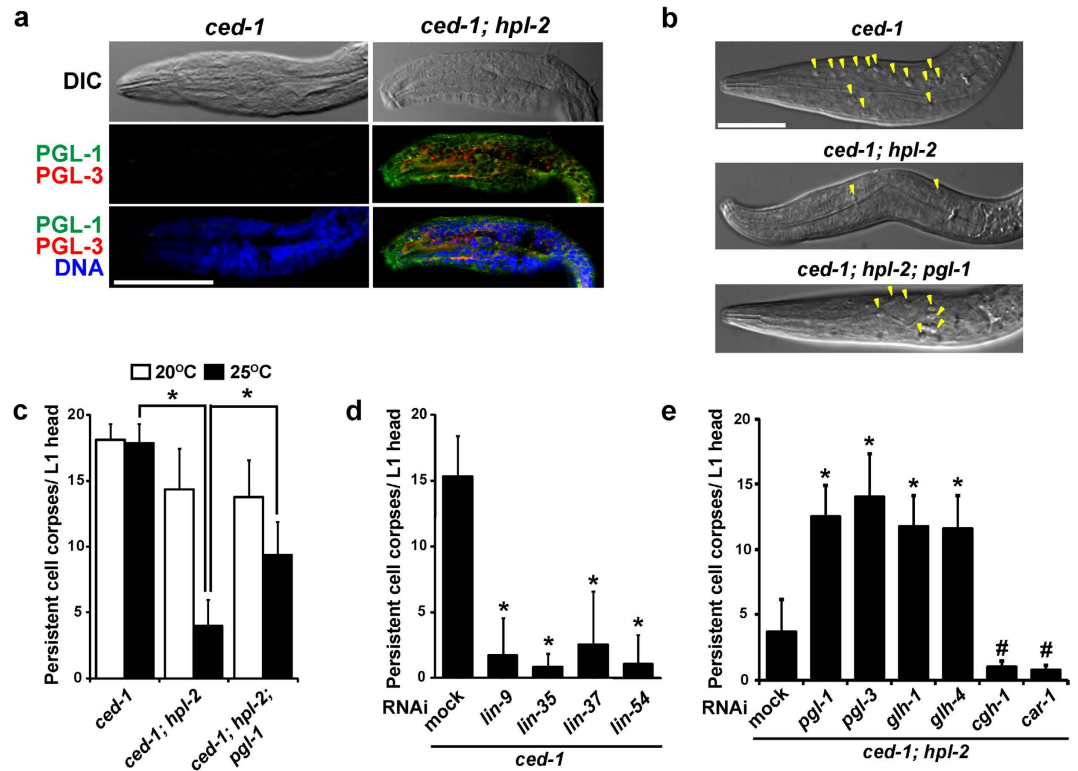 a
ced-1
ced-1; hpl-2
DIC
PGL-1
PGL-3
PGL-1
PGL-3
DNA
b
ced-1
ced-1; hpl-2
ced-1; hpl-2; pgl-1
c
20°C
25°C
*
*
Persistent cell corpses/ L1 head
20
15
10
5
0
ced-1
ced-1; hpl-2
ced-1; hpl-2;
pgl-1
d
Persistent cell corpses/ L1 head
20
15
10
5
0
*
*
*
*
RNAi
mock
lin-9
lin-35
lin-37
lin-54
ced-1
e
Persistent cell corpses/ L1 head
20
15
10
5
0
*
*
*
*
#
#
RNAi
mock
pgl-1
pgl-3
glh-1
glh-4
cgh-1
car-1
ced-1; hpl-2